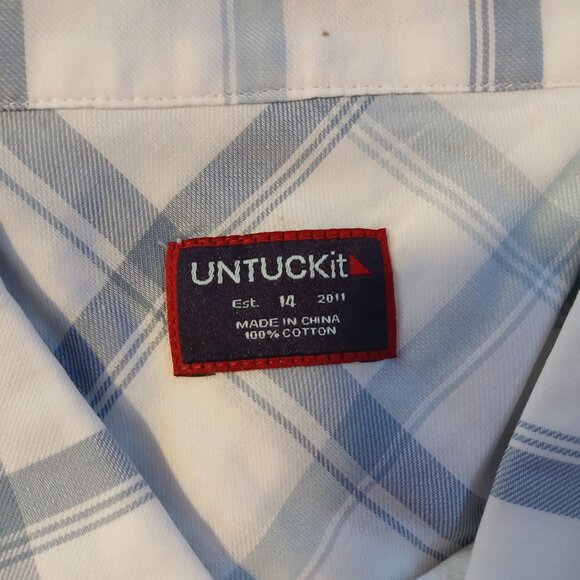 UNTUCKit
Est. 14 2011
MADE IN CHINA
100% COTTON